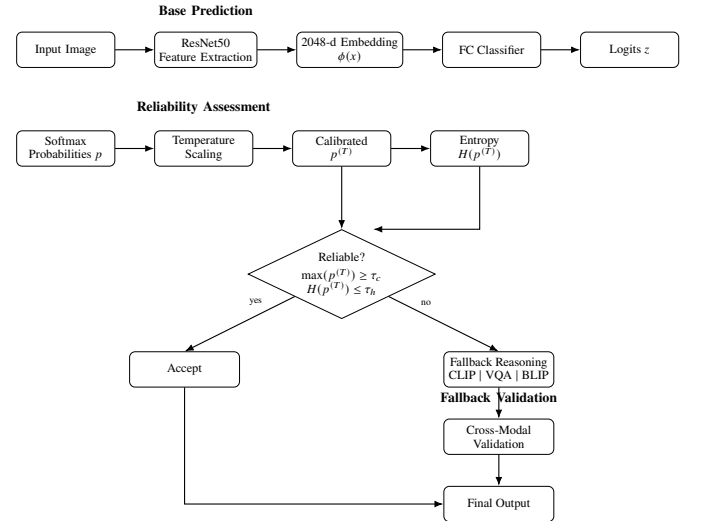 Base Prediction
Input Image
ResNet50
Feature Extraction
2048-d Embedding
ϕ(x)
FC Classifier
Logits z
Reliability Assessment
Softmax
Probabilities p
Temperature
Scaling
Calibrated
p^(T)
Entropy
H(p^(T))
Reliable?
max(p^(T)) ≥ τ_c
H(p^(T)) ≤ τ_h
yes
no
Accept
Fallback Reasoning
CLIP | VQA | BLIP
Fallback Validation
Cross-Modal
Validation
Final Output